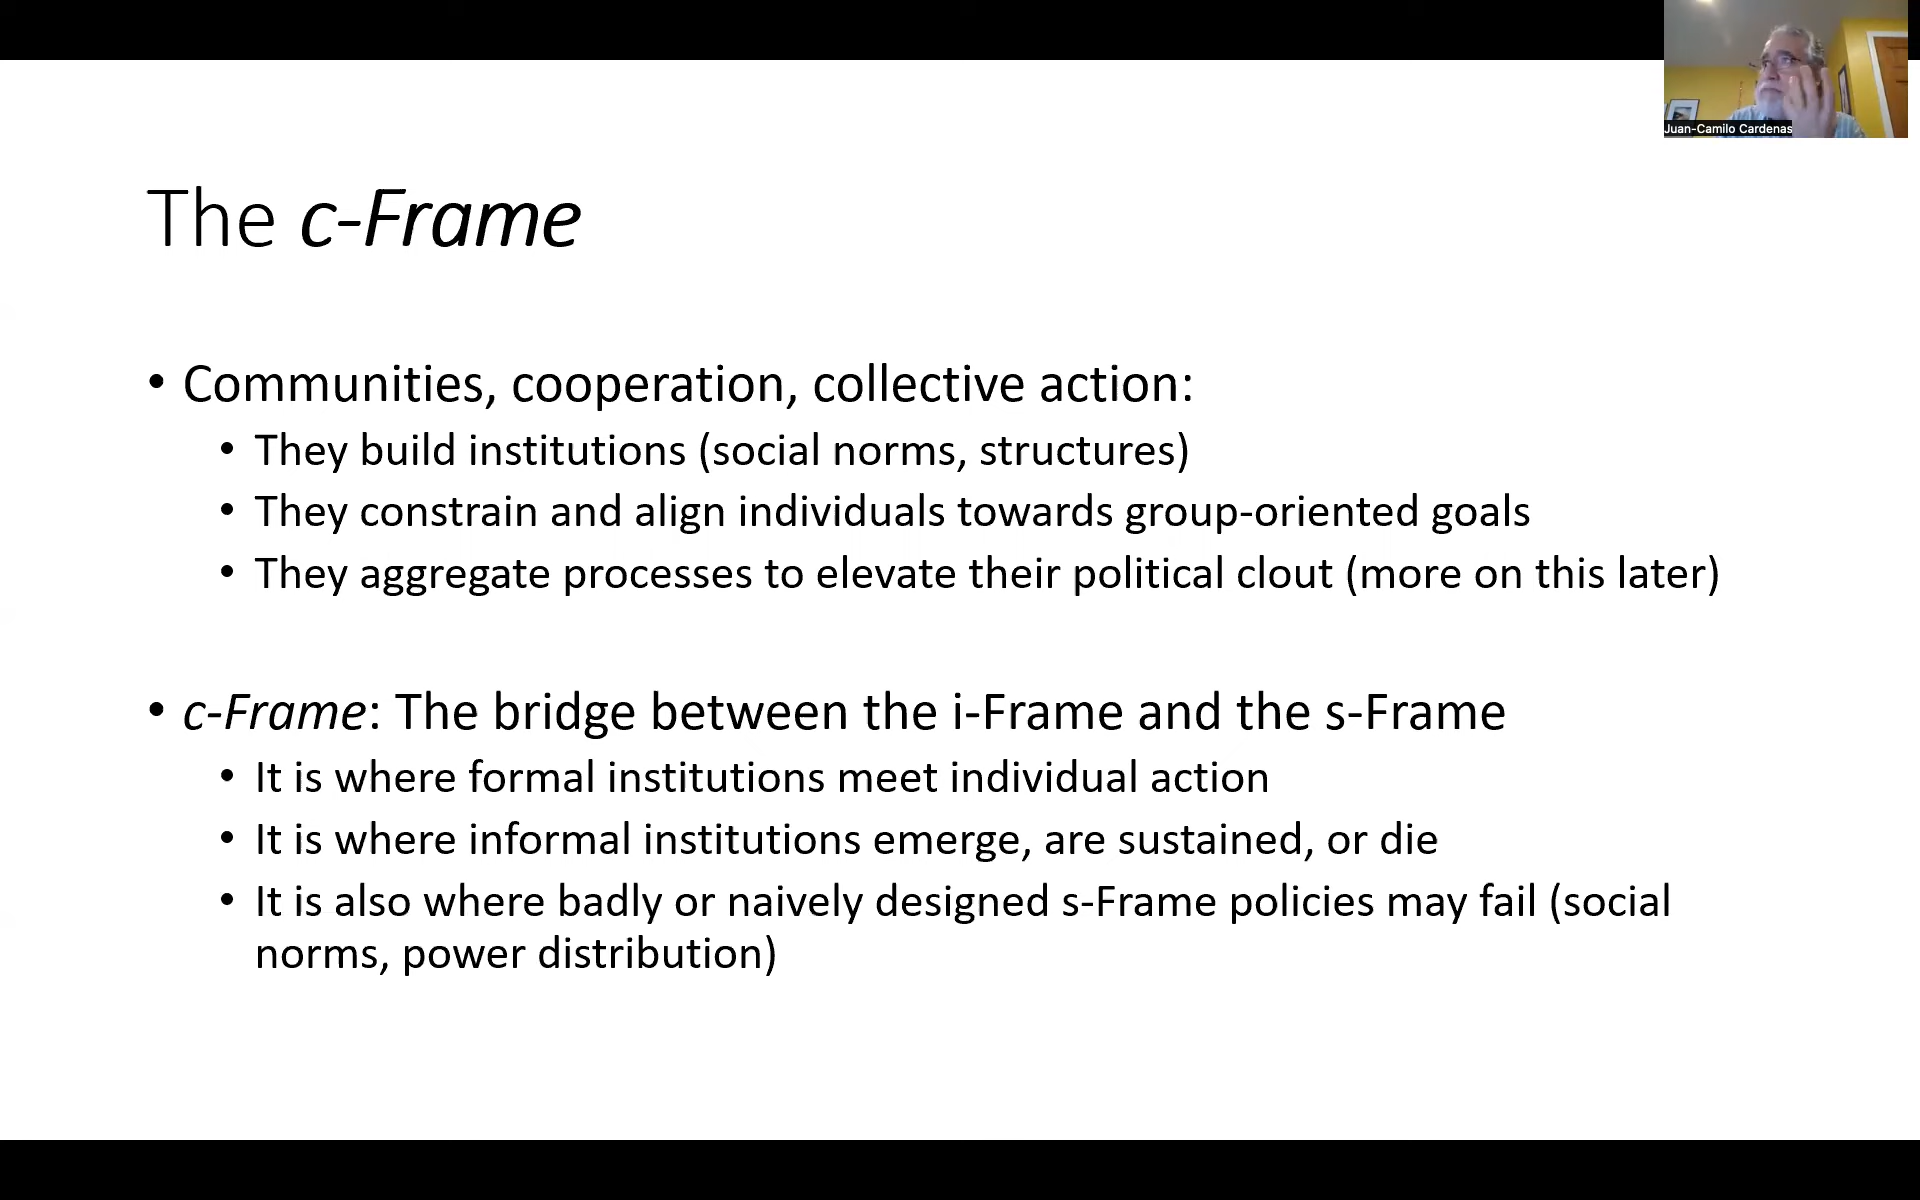 Juan-Camilo Cardenas
The c-Frame
• Communities, cooperation, collective action:
• They build institutions (social norms, structures)
• They constrain and align individuals towards group-oriented goals
• They aggregate processes to elevate their political clout (more on this later)
• c-Frame: The bridge between the i-Frame and the s-Frame
• It is where formal institutions meet individual action
• It is where informal institutions emerge, are sustained, or die
• It is also where badly or naively designed s-Frame policies may fail (social
norms, power distribution)